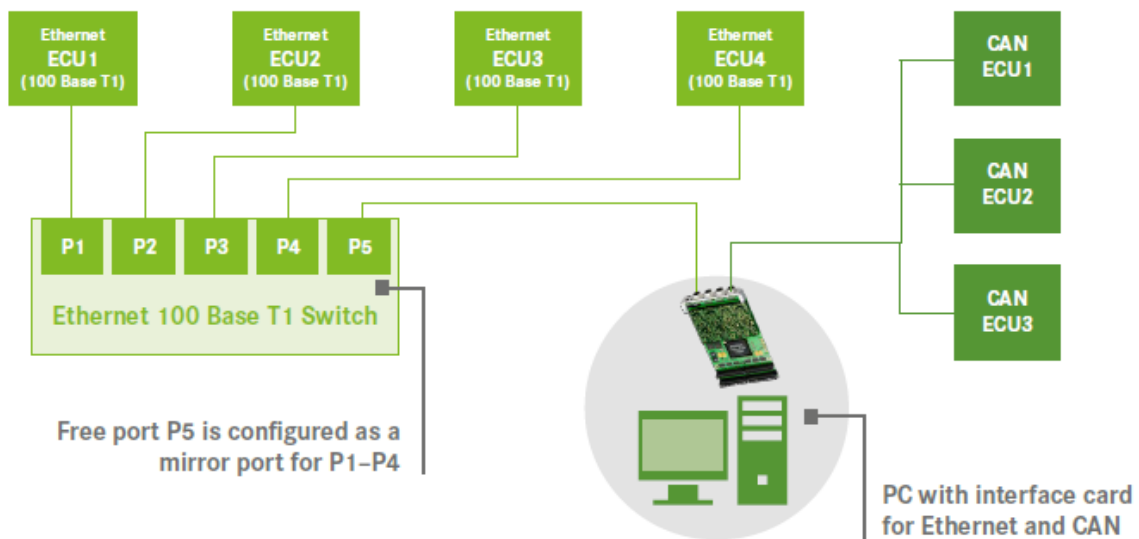 Ethernet
ECU1
(100 Base T1)
Ethernet
ECU2
(100 Base T1)
Ethernet
ECU3
(100 Base T1)
Ethernet
ECU4
(100 Base T1)
CAN
ECU1
CAN
ECU2
CAN
ECU3
P1
P2
P3
P4
P5
Ethernet 100 Base T1 Switch
Free port P5 is configured as a
mirror port for P1–P4
PC with interface card
for Ethernet and CAN